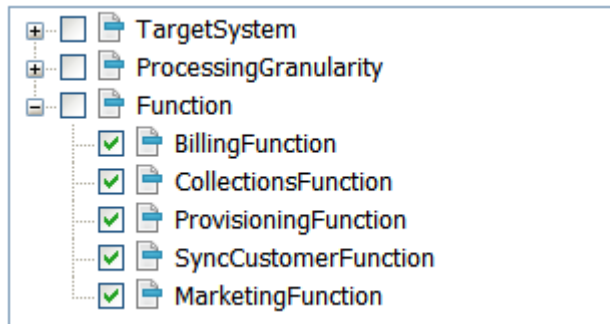 TargetSystem
ProcessingGranularity
Function
BillingFunction
CollectionsFunction
ProvisioningFunction
SyncCustomerFunction
MarketingFunction